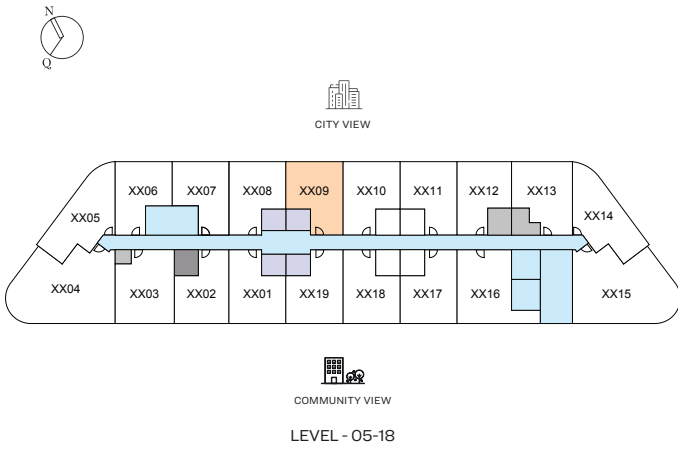 N
Q
CITY VIEW
XX06 XX07 XX08 XX09 XX10 XX11 XX12 XX13
XX05 XX14
XX04 XX03 XX02 XX01 XX19 XX18 XX17 XX16 XX15
COMMUNITY VIEW
LEVEL - 05-18